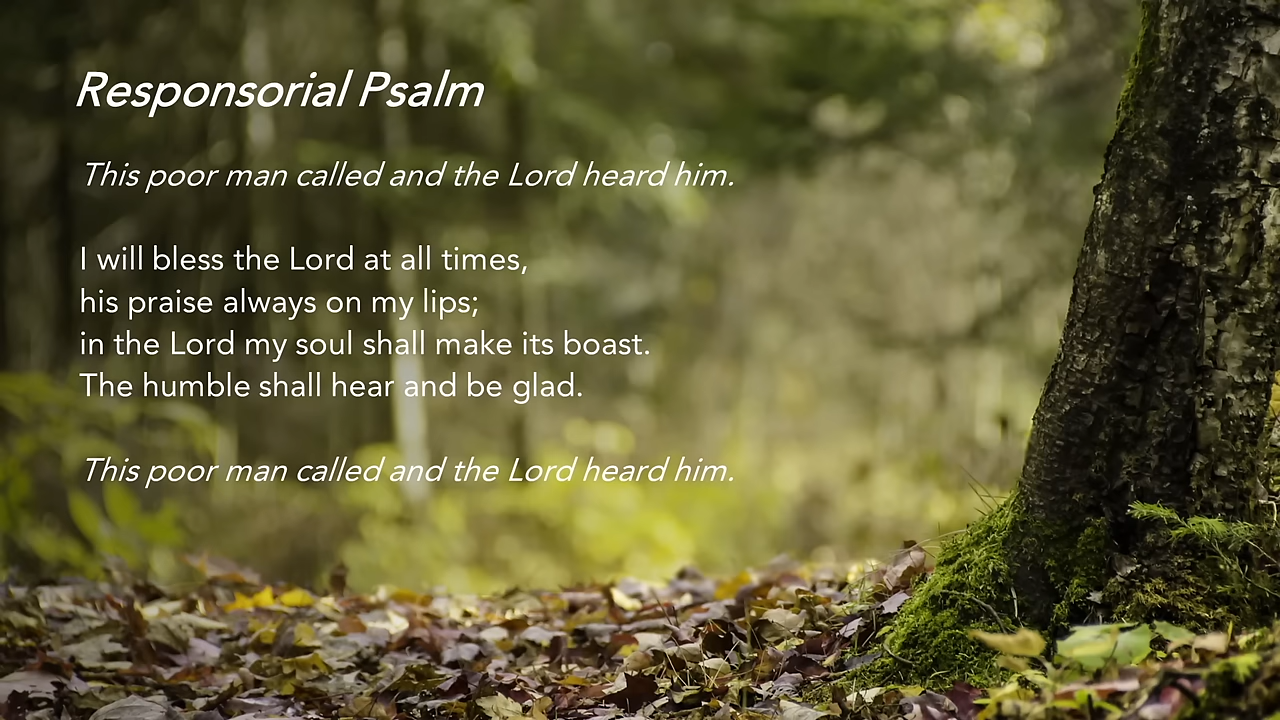 Responsorial Psalm
This poor man called and the Lord heard him.
I will bless the Lord at all times,
his praise always on my lips;
in the Lord my soul shall make its boast.
The humble shall hear and be glad.
This poor man called and the Lord heard him.